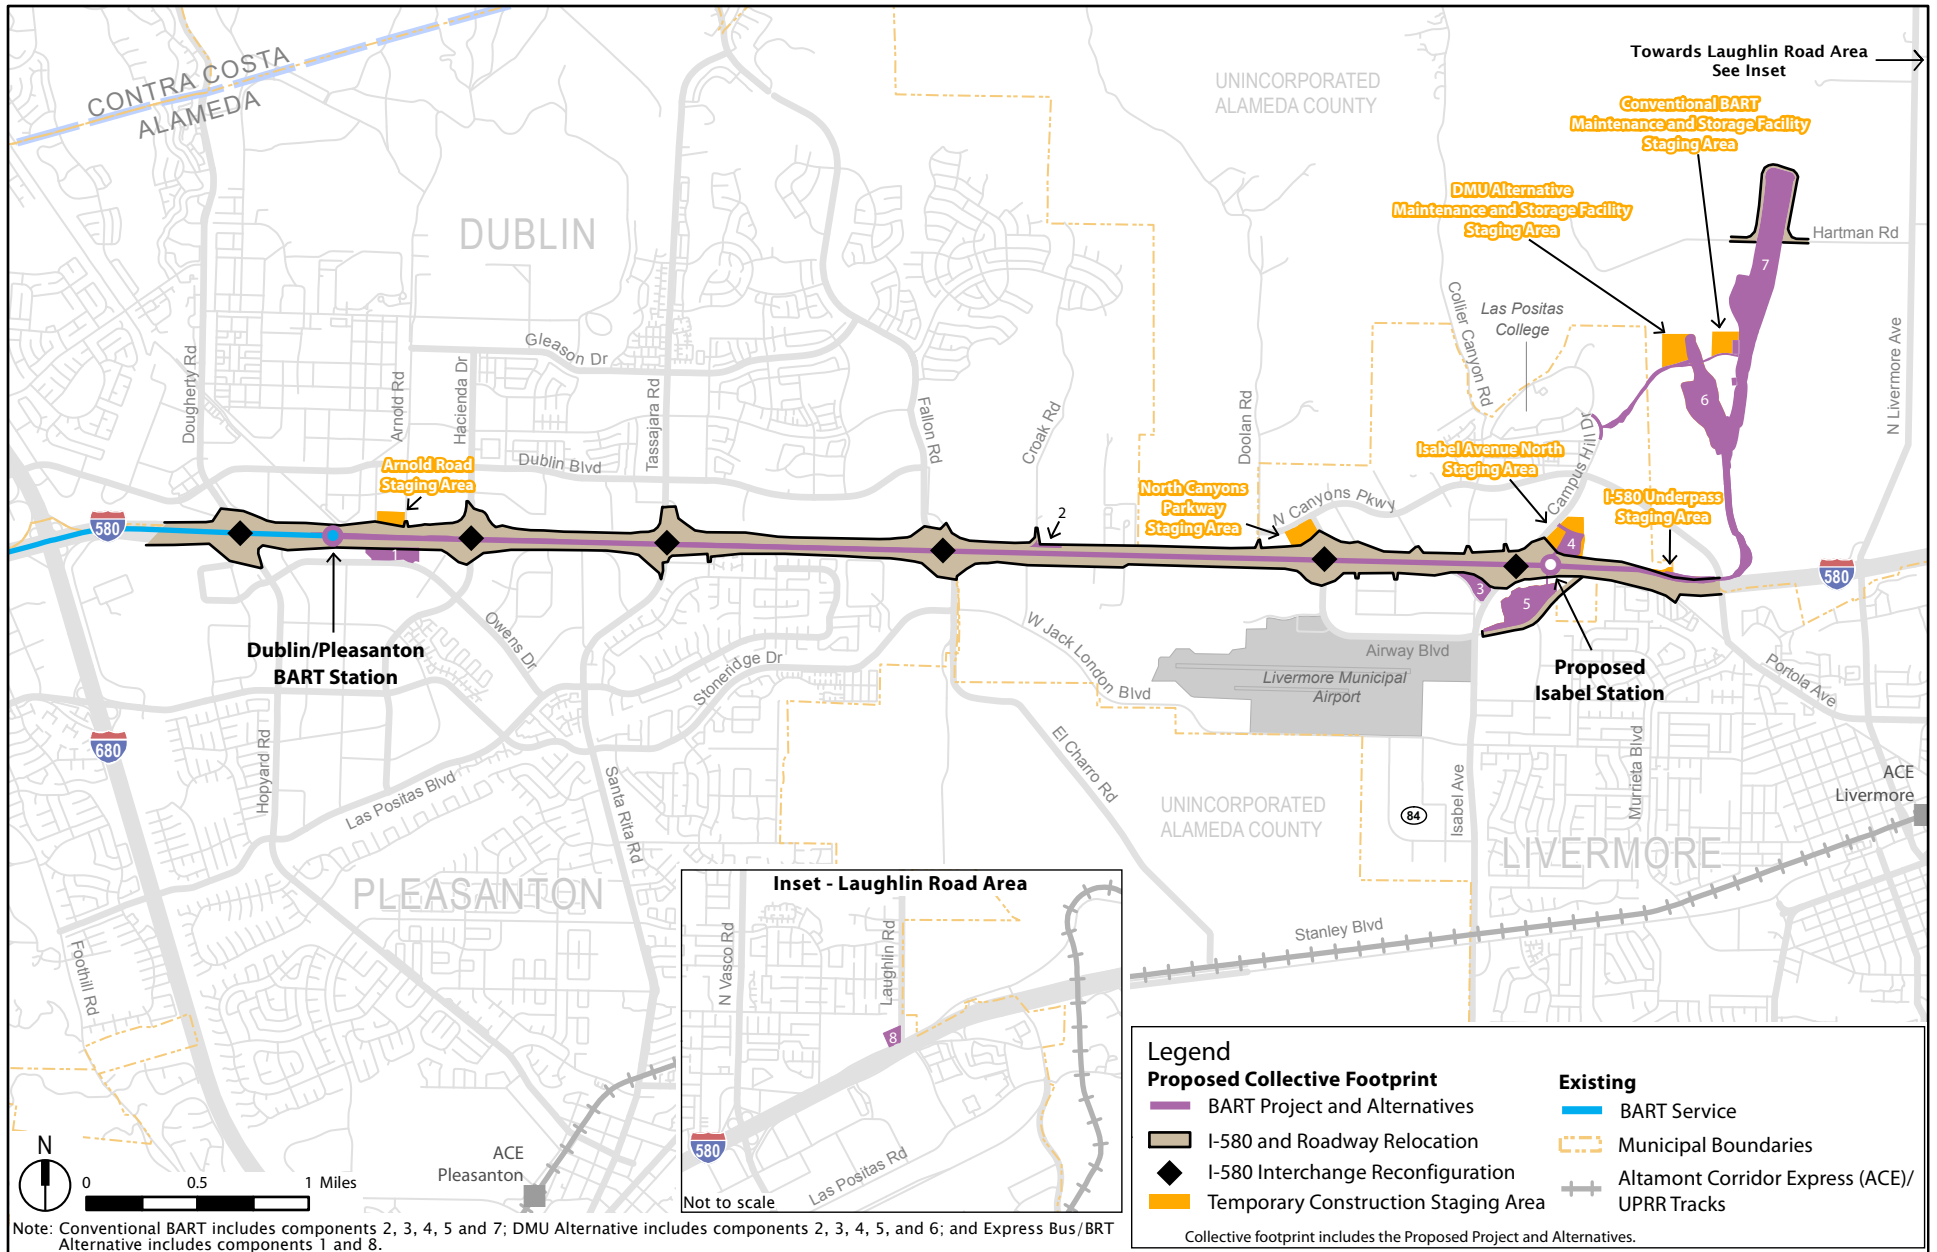 Towards Laughlin Road Area
See Inset
CONTRA COSTA
ALAMEDA
UNINCORPORATED
ALAMEDA COUNTY
Conventional BART
Maintenance and Storage Facility
Staging Area
DMU Alternative
Maintenance and Storage Facility
Staging Area
DUBLIN
Hartman Rd
7
Las Positas
College
Collier Canyon Rd
N Livermore Ave
Gleason Dr
Dougherty Rd
Arnold Rd
Hacienda Dr
Tassajara Rd
Fallon Rd
Croak Rd
Doolan Rd
6
Campus Hill Dr
Dublin Blvd
Arnold Road
Staging Area
Isabel Avenue North
Staging Area
North Canyons
Parkway
Staging Area
N Canyons Pkwy
I-580 Underpass
Staging Area
580
2
1
4
580
3
5
Dublin/Pleasanton
BART Station
Owens Dr
Stoneridge Dr
W Jack London Blvd
Airway Blvd
Livermore Municipal
Airport
Proposed
Isabel Station
Portola Ave
680
Hopyard Rd
Las Positas Blvd
Santa Rita Rd
El Charro Rd
UNINCORPORATED
ALAMEDA COUNTY
84
Isabel Ave
Murrieta Blvd
ACE
Livermore
LIVERMORE
PLEASANTON
Stanley Blvd
Foothill Rd
Inset - Laughlin Road Area
N Vasco Rd
Laughlin Rd
8
580
Las Positas Rd
Not to scale
ACE
Pleasanton
N
0 0.5 1 Miles
Legend
Proposed Collective Footprint
BART Project and Alternatives
I-580 and Roadway Relocation
I-580 Interchange Reconfiguration
Temporary Construction Staging Area
Existing
BART Service
Municipal Boundaries
Altamont Corridor Express (ACE)/
UPRR Tracks
Collective footprint includes the Proposed Project and Alternatives.
Note: Conventional BART includes components 2, 3, 4, 5 and 7; DMU Alternative includes components 2, 3, 4, 5, and 6; and Express Bus/BRT
Alternative includes components 1 and 8.